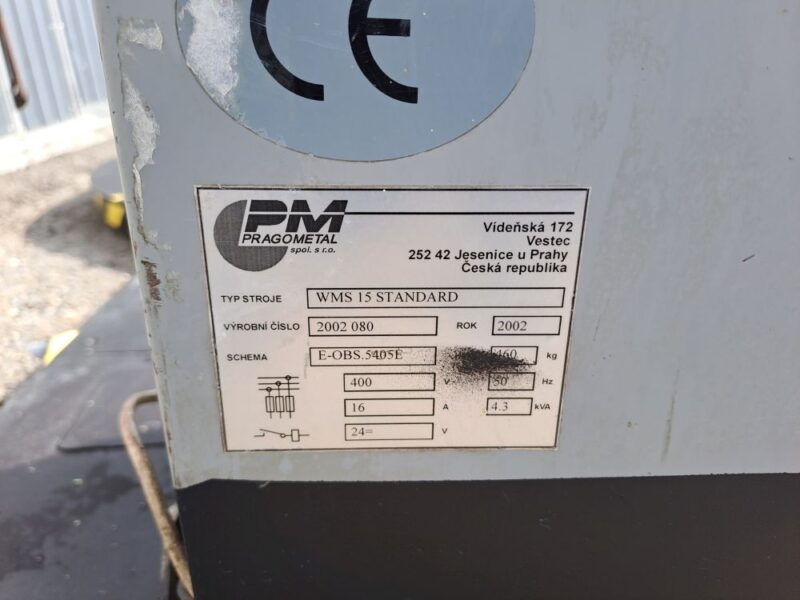 CE
PM
PRAGOMETAL
spol. s r.o.
Vídeňská 172
Vestec
252 42 Jesenice u Prahy
Česká republika
TYP STROJE WMS 15 STANDARD
VÝROBNÍ ČÍSLO 2002 080 ROK 2002
SCHEMA E-OBS.5405E 460 kg
400 V~ 50 Hz
16 A 4.3 kVA
24= V